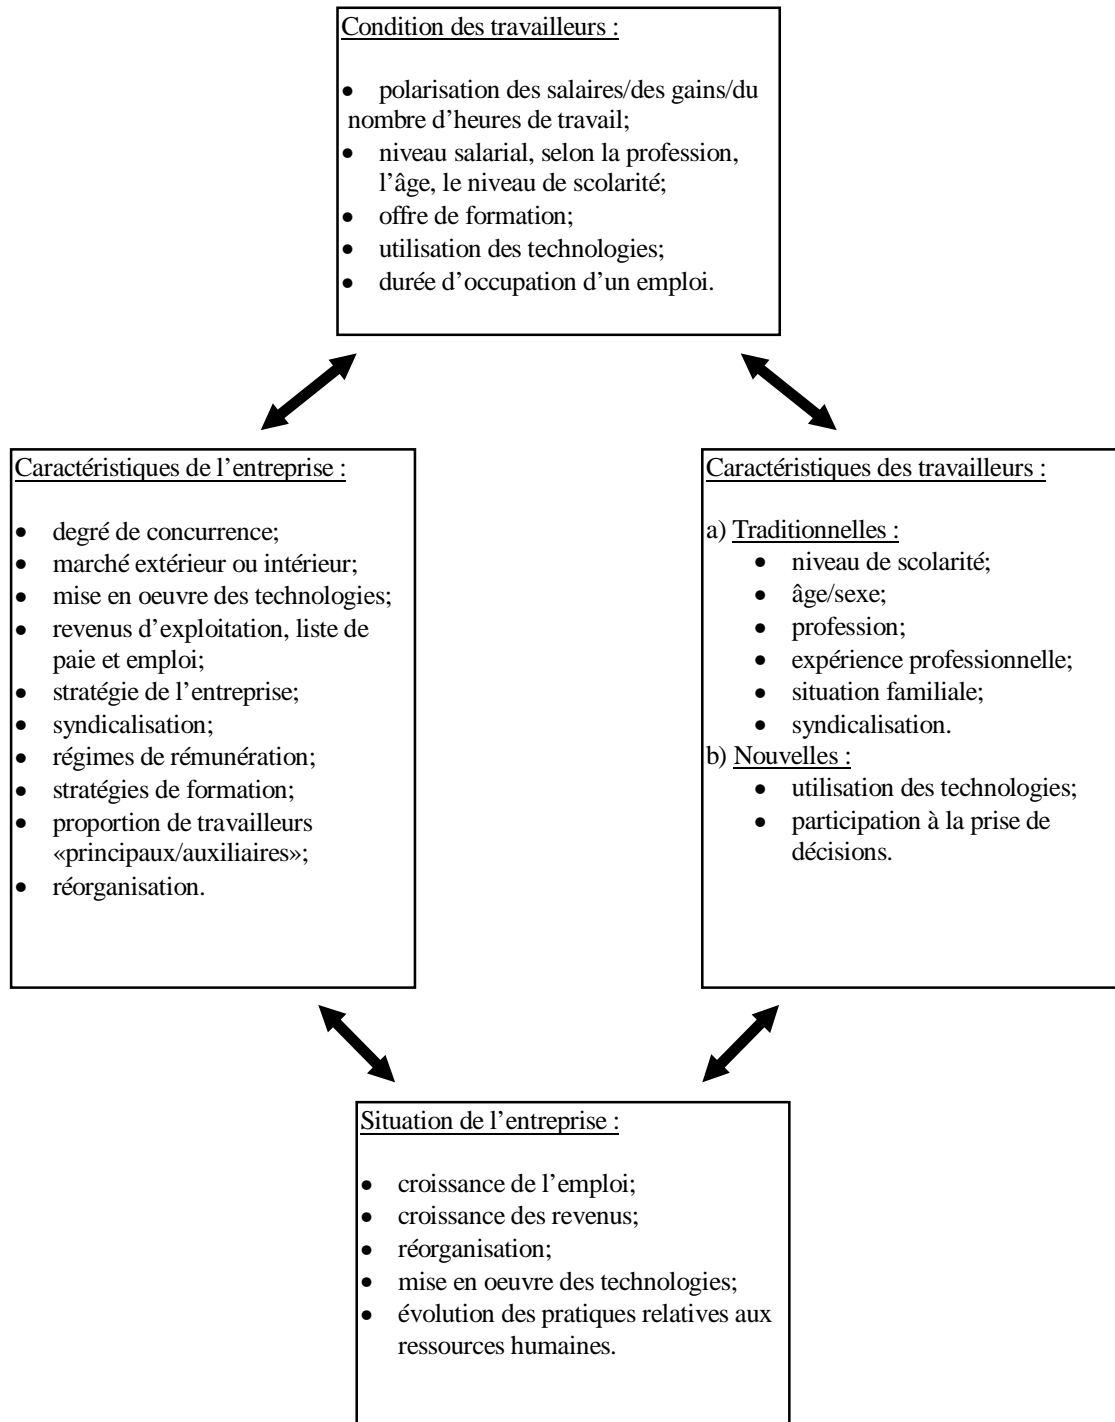 Condition des travailleurs :
• polarisation des salaires/des gains/du
nombre d’heures de travail;
• niveau salarial, selon la profession,
l’âge, le niveau de scolarité;
• offre de formation;
• utilisation des technologies;
• durée d’occupation d’un emploi.
Caractéristiques de l’entreprise :
• degré de concurrence;
• marché extérieur ou intérieur;
• mise en oeuvre des technologies;
• revenus d’exploitation, liste de
paie et emploi;
• stratégie de l’entreprise;
• syndicalisation;
• régimes de rémunération;
• stratégies de formation;
• proportion de travailleurs
«principaux/auxiliaires»;
• réorganisation.
Caractéristiques des travailleurs :
a) Traditionnelles :
• niveau de scolarité;
• âge/sexe;
• profession;
• expérience professionnelle;
• situation familiale;
• syndicalisation.
b) Nouvelles :
• utilisation des technologies;
• participation à la prise de
décisions.
Situation de l’entreprise :
• croissance de l’emploi;
• croissance des revenus;
• réorganisation;
• mise en oeuvre des technologies;
• évolution des pratiques relatives aux
ressources humaines.